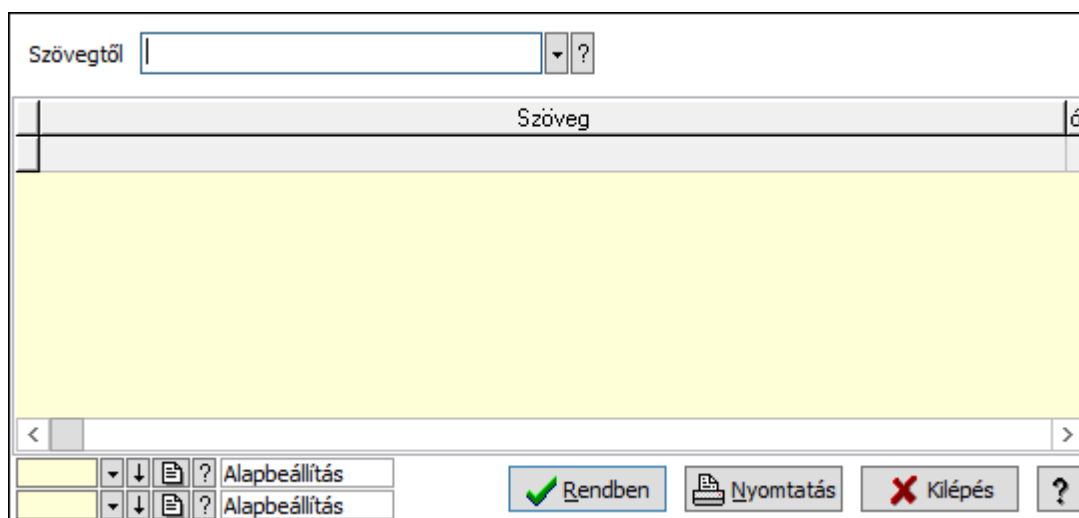 Szövegtől ?
Szöveg
? Alapbeállítás
? Alapbeállítás
Rendben Nyomtatás Kilépés ?